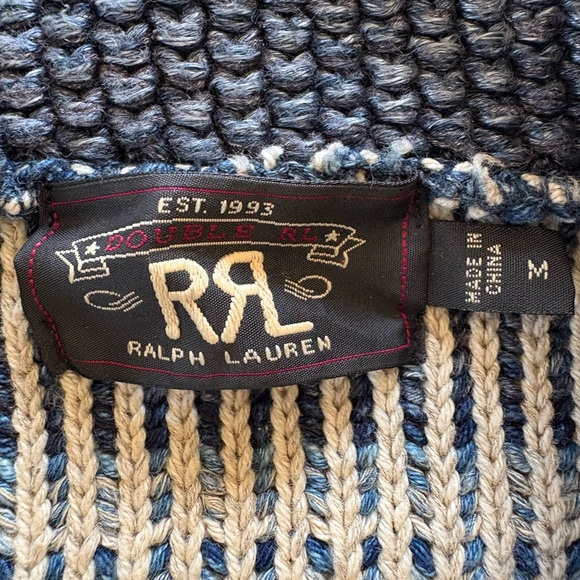 EST. 1993
DOUBLE RL
RRL
RALPH LAUREN
MADE IN
CHINA
M